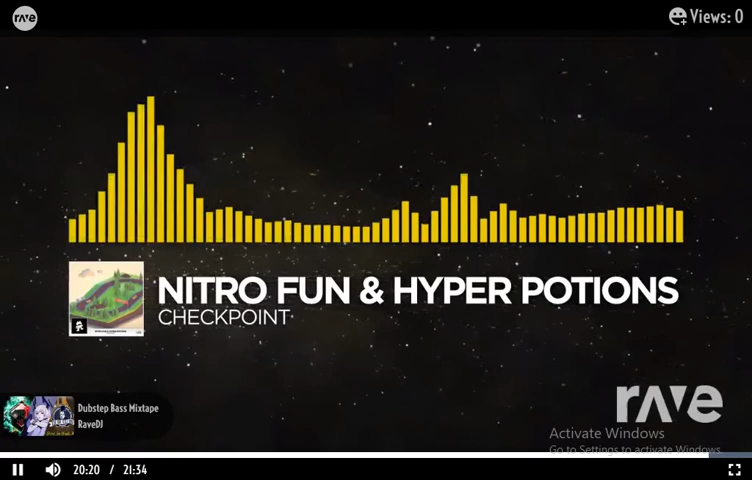 rave
Views: 0
NITRO FUN & HYPER POTIONS
CHECKPOINT
Dubstep Bass Mixtape
RaveDJ
rave
Activate Windows
Go to Settings to activate Windows.
20:20 / 21:34